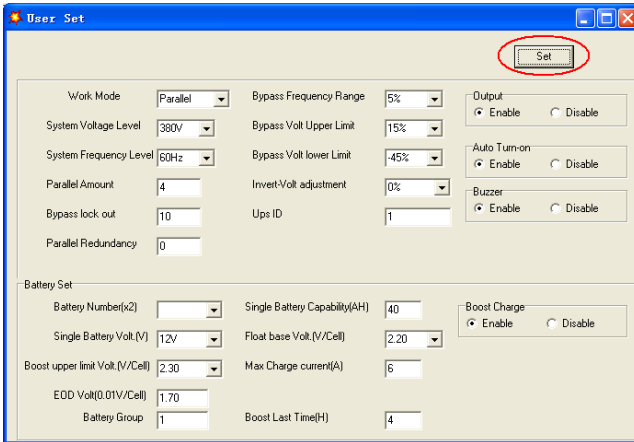 User Set
Set
Work Mode Parallel Bypass Frequency Range 5% Output
Enable Disable
System Voltage Level 380V Bypass Volt Upper Limit 15%
System Frequency Level 60Hz Bypass Volt lower Limit -45% Auto Turn-on
Enable Disable
Parallel Amount 4 Invert-Volt adjustment 0% Buzzer
Enable Disable
Bypass lock out 10 Ups ID 1
Parallel Redundancy 0
Battery Set
Battery Number(x2) Single Battery Capability(AH) 40 Boost Charge
Enable Disable
Single Battery Volt.(V) 12V Float base Volt.(V/Cell) 2.20
Boost upper limit Volt.(V/Cell) 2.30 Max Charge current(A) 6
EOD Volt(0.01V/Cell) 1.70
Battery Group 1 Boost Last Time(H) 4